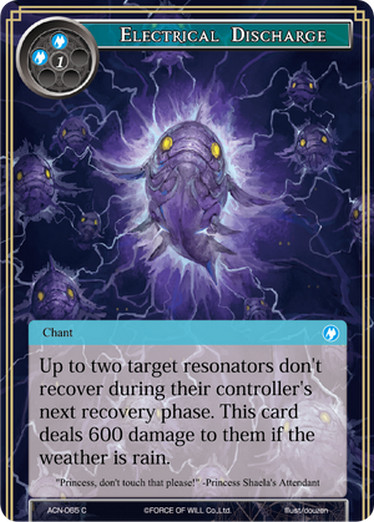 Electrical Discharge
1
Chant
Up to two target resonators don't
recover during their controller's
next recovery phase. This card
deals 600 damage to them if the
weather is rain.
"Princess, don't touch that please!" -Princess Shaela's Attendant
ACN-065 C ©FORCE OF WILL Co.,Ltd. Illust/douzen